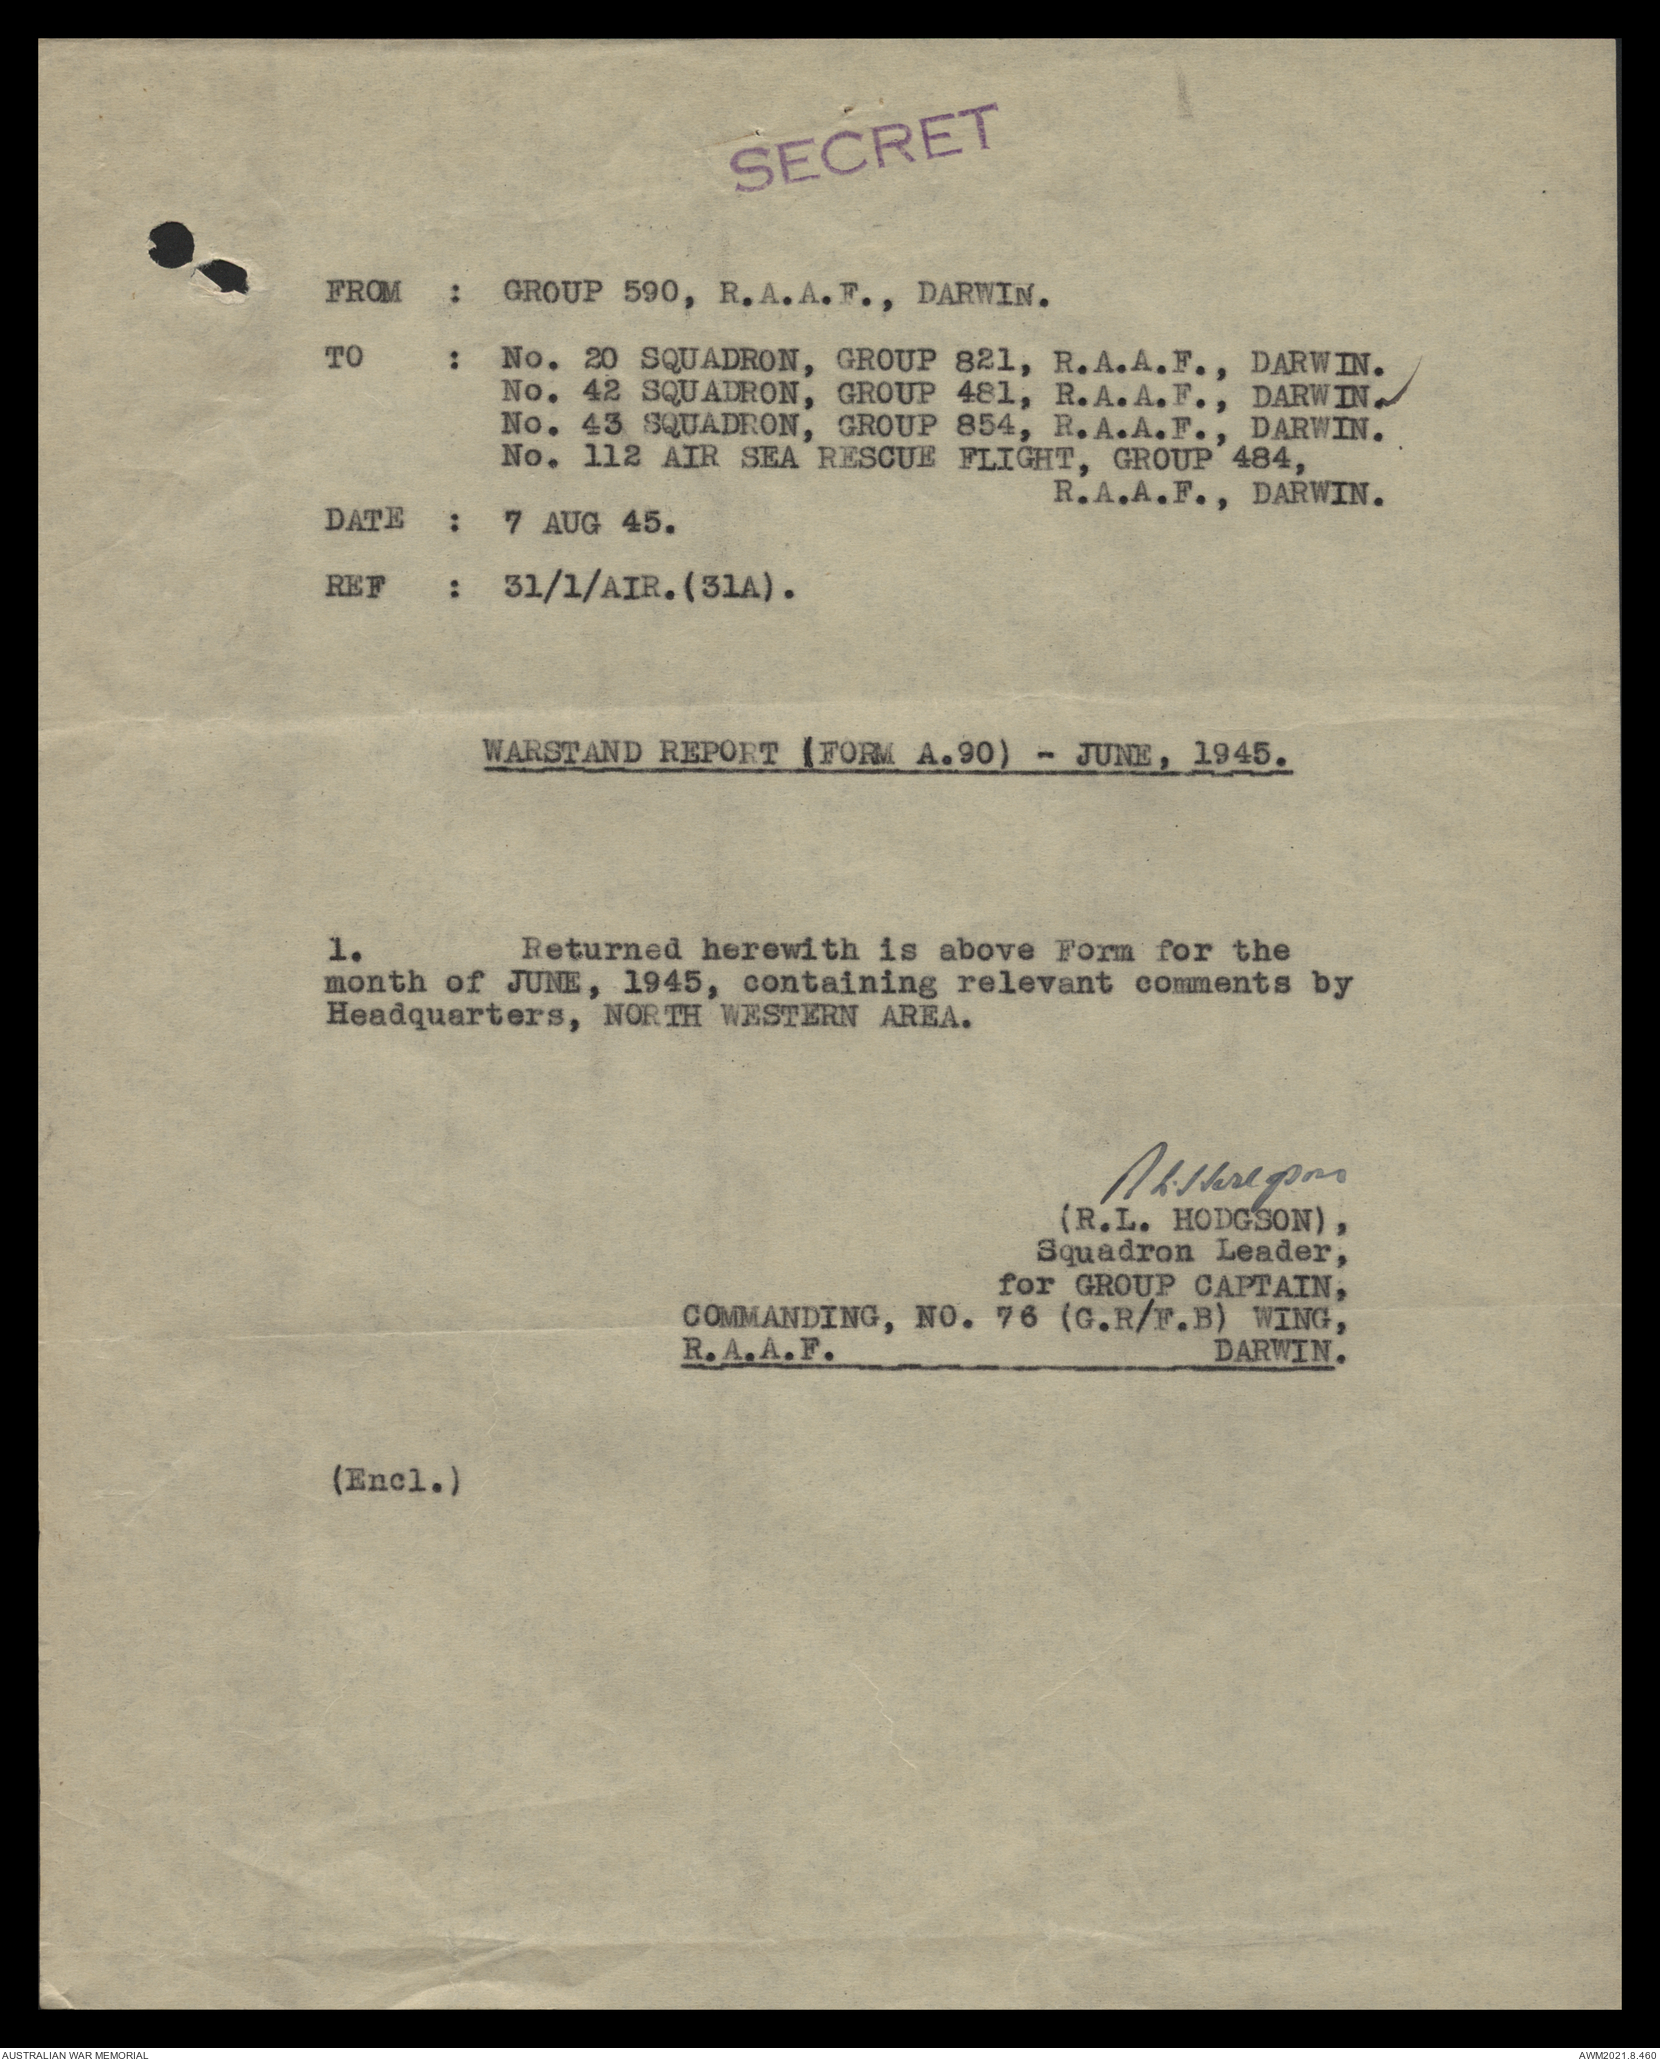 SECRET
FROM : GROUP 590, R.A.A.F., DARWIN.
TO : No. 20 SQUADRON, GROUP 821, R.A.A.F., DARWIN.
No. 42 SQUADRON, GROUP 481, R.A.A.F., DARWIN.
No. 43 SQUADRON, GROUP 854, R.A.A.F., DARWIN.
No. 112 AIR SEA RESCUE FLIGHT, GROUP 484,
R.A.A.F., DARWIN.
DATE : 7 AUG 45.
REF : 31/1/AIR.(31A).
WARSTAND REPORT (FORM A.90) - JUNE, 1945.
1. Returned herewith is above Form for the
month of JUNE, 1945, containing relevant comments by
Headquarters, NORTH WESTERN AREA.
R L Hodgson
(R.L. HODGSON),
Squadron Leader,
for GROUP CAPTAIN,
COMMANDING, NO. 76 (G.R/F.B) WING,
R.A.A.F. DARWIN.
(Encl.)
AUSTRALIAN WAR MEMORIAL AWM2021.8.460